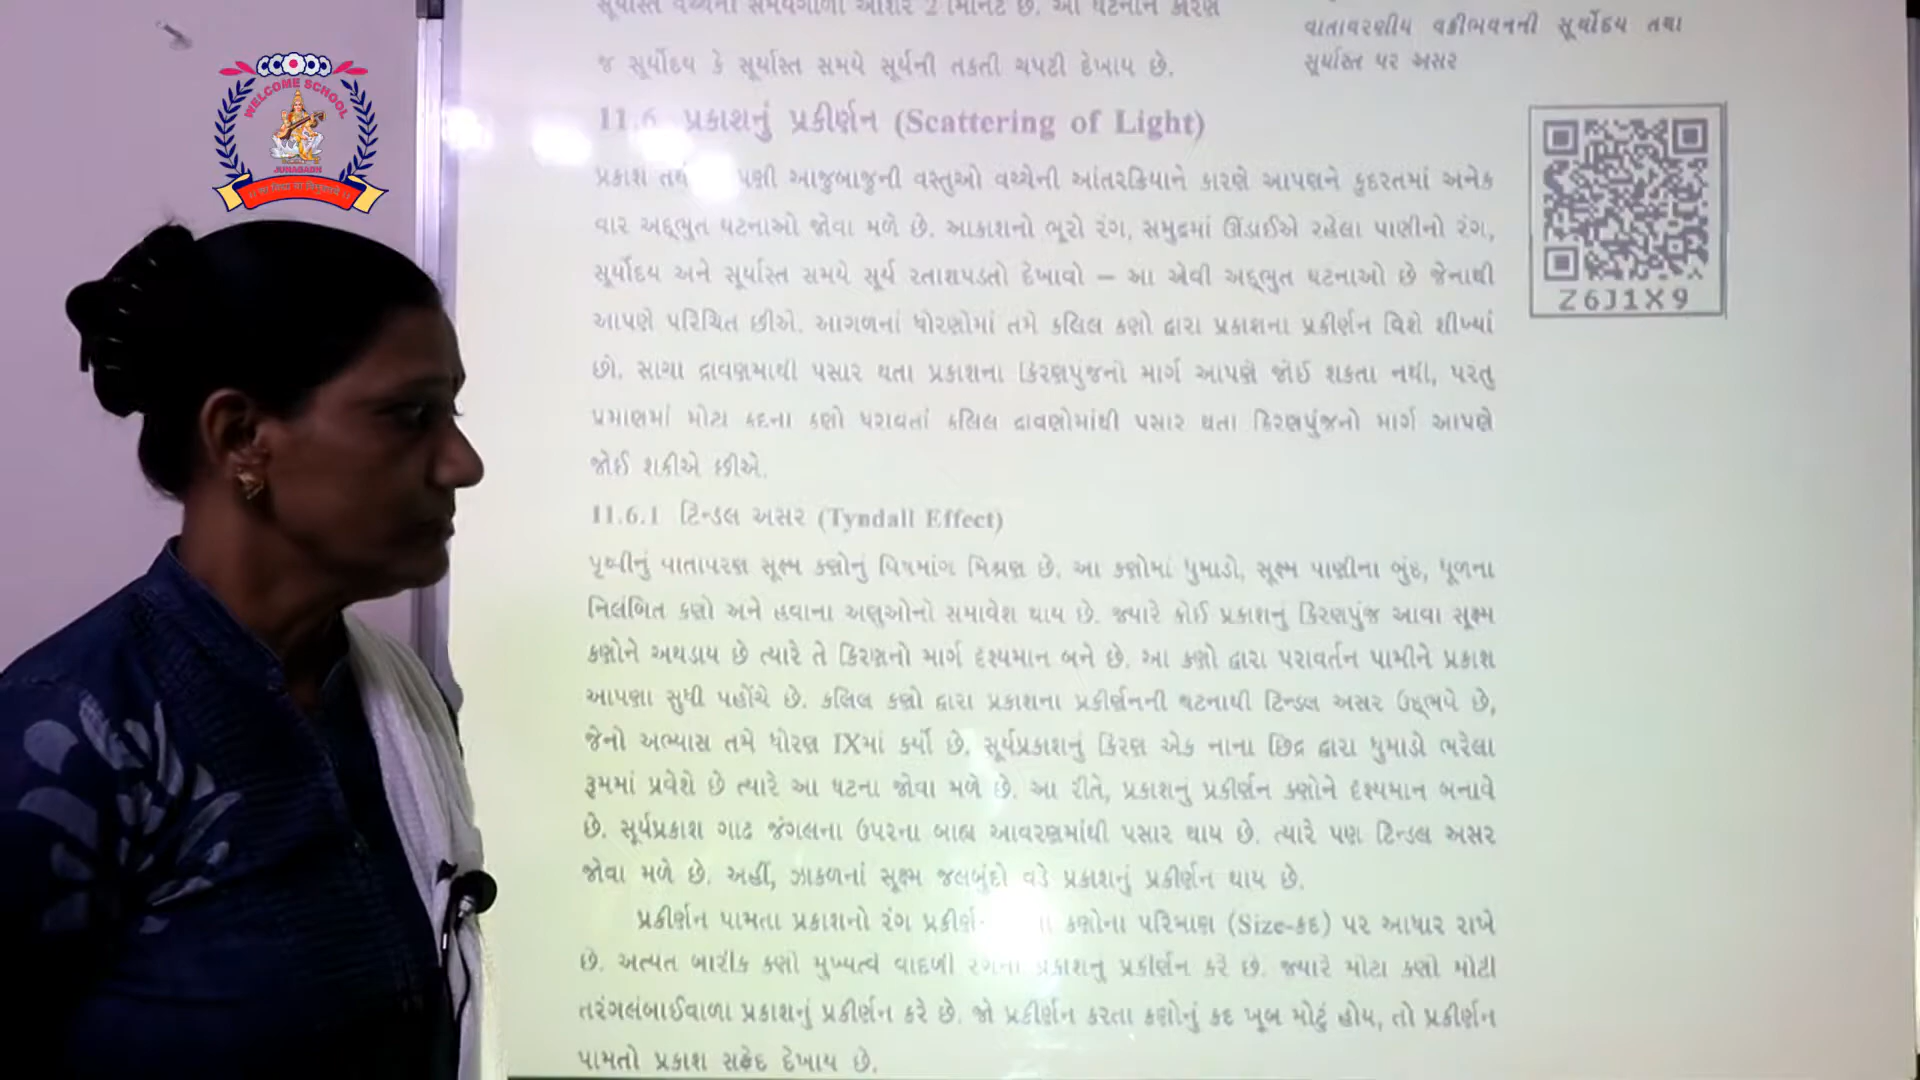 WELCOME SCHOOL
JUNAGADH
સૂર્યાસ્ત વચ્ચેનો સમયગાળો આશરે 2 મિનિટ છે. આ ઘટનાને કારણે
જ સૂર્યોદય કે સૂર્યાસ્ત સમયે સૂર્યની તકતી ચપટી દેખાય છે.
વાતાવરણીય વક્રીભવનની સૂર્યોદય તથા
સૂર્યાસ્ત પર અસર
11.6 પ્રકાશનું પ્રકીર્ણન (Scattering of Light)
પ્રકાશ આપણી આજુબાજુની વસ્તુઓ વચ્ચેની આંતરક્રિયાને કારણે આપણને કુદરતમાં અનેક
વાર અદ્ભુત ઘટનાઓ જોવા મળે છે. આકાશનો ભૂરો રંગ, સમુદ્રમાં ઊંડાઈએ રહેલા પાણીનો રંગ,
સૂર્યોદય અને સૂર્યાસ્ત સમયે સૂર્ય રતાશપડતો દેખાવો – આ એવી અદ્ભુત ઘટનાઓ છે જેનાથી
આપણે પરિચિત છીએ. આગળનાં ધોરણોમાં તમે કલિલ કણો દ્વારા પ્રકાશના પ્રકીર્ણન વિશે શીખ્યાં
છો. સાચા દ્રાવણમાથી પસાર થતા પ્રકાશના કિરણપુંજનો માર્ગ આપણે જોઈ શકતા નથી, પરંતુ
પ્રમાણમાં મોટા કદના કણો ધરાવતાં કલિલ દ્રાવણોમાંથી પસાર થતા કિરણપુંજનો માર્ગ આપણે
જોઈ શકીએ છીએ.
Z6J1X9
11.6.1 ટિન્ડલ અસર (Tyndall Effect)
પૃથ્વીનું વાતાવરણ સૂક્ષ્મ કણોનું વિષમાંગ મિશ્રણ છે. આ કણોમાં ધુમાડો, સૂક્ષ્મ પાણીના બુંદ, ધૂળના
નિલંબિત કણો અને હવાના અણુઓનો સમાવેશ થાય છે. જ્યારે કોઈ પ્રકાશનું કિરણપુંજ આવા સૂક્ષ્મ
કણોને અથડાય છે ત્યારે તે કિરણનો માર્ગ દૃશ્યમાન બને છે. આ કણો દ્વારા પરાવર્તન પામીને પ્રકાશ
આપણા સુધી પહોંચે છે. કલિલ કણો દ્વારા પ્રકાશના પ્રકીર્ણનની ઘટનાથી ટિન્ડલ અસર ઉદ્ભવે છે,
જેનો અભ્યાસ તમે ધોરણ IXમાં કર્યો છે. સૂર્યપ્રકાશનું કિરણ એક નાના છિદ્ર દ્વારા ધુમાડો ભરેલા
રૂમમાં પ્રવેશે છે ત્યારે આ ઘટના જોવા મળે છે. આ રીતે, પ્રકાશનું પ્રકીર્ણન કણોને દૃશ્યમાન બનાવે
છે. સૂર્યપ્રકાશ ગાઢ જંગલના ઉપરના બાહ્ય આવરણમાંથી પસાર થાય છે. ત્યારે પણ ટિન્ડલ અસર
જોવા મળે છે. અહીં, ઝાકળનાં સૂક્ષ્મ જલબુંદો વડે પ્રકાશનું પ્રકીર્ણન થાય છે.
પ્રકીર્ણન પામતા પ્રકાશનો રંગ કણોના પરિમાણ (Size-કદ) પર આધાર રાખે
છે. અત્યંત બારીક કણો મુખ્યત્વે વાદળી રંગના પ્રકાશનું પ્રકીર્ણન કરે છે. જ્યારે મોટા કણો મોટી
તરંગલંબાઈવાળા પ્રકાશનું પ્રકીર્ણન કરે છે. જો પ્રકીર્ણન કરતા કણોનું કદ ખૂબ મોટું હોય, તો પ્રકીર્ણન
પામતો પ્રકાશ સફેદ દેખાય છે.